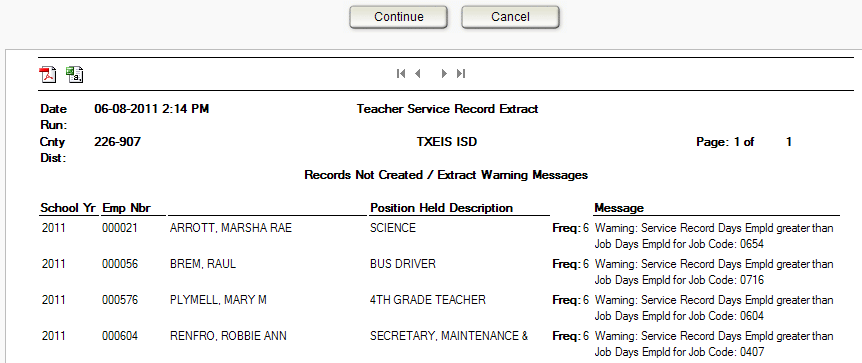 Continue Cancel
Date Run: 06-08-2011 2:14 PM Teacher Service Record Extract
Cnty Dist: 226-907 TXEIS ISD Page: 1 of 1
Records Not Created / Extract Warning Messages
School Yr Emp Nbr Position Held Description Message
2011 000021 ARROTT, MARSHA RAE SCIENCE Freq: 6 Warning: Service Record Days Empld greater than
Job Days Empld for Job Code: 0654
2011 000056 BREM, RAUL BUS DRIVER Freq: 6 Warning: Service Record Days Empld greater than
Job Days Empld for Job Code: 0716
2011 000576 PLYMELL, MARY M 4TH GRADE TEACHER Freq: 6 Warning: Service Record Days Empld greater than
Job Days Empld for Job Code: 0604
2011 000604 RENFRO, ROBBIE ANN SECRETARY, MAINTENANCE & Freq: 6 Warning: Service Record Days Empld greater than
Job Days Empld for Job Code: 0407